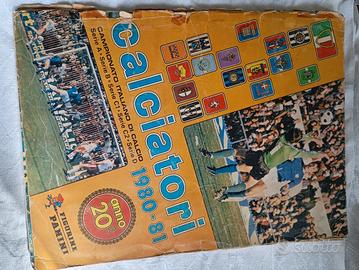 calciatori
1980-81
CAMPIONATO ITALIANO DI CALCIO
Serie A • Serie B • Serie C1 • Serie C2 • Serie D
20°
anno
FIGURINE
PANINI